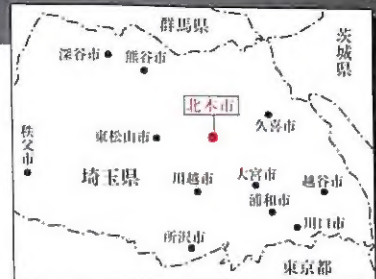 群馬県
茨城県
深谷市
熊谷市
北本市
久喜市
秩父市
東松山市
埼玉県
川越市
大宮市
越谷市
浦和市
川口市
所沢市
東京都